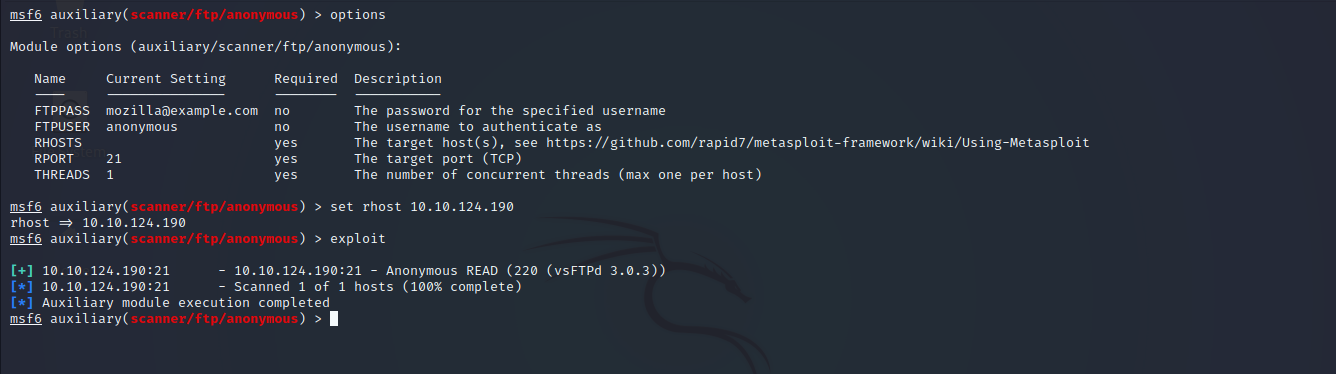 Trash
msf6 auxiliary(scanner/ftp/anonymous) > options
Module options (auxiliary/scanner/ftp/anonymous):
Name Current Setting Required Description
---- --------------- -------- -----------
FTPPASS mozilla@example.com no The password for the specified username
FTPUSER anonymous no The username to authenticate as
RHOSTS yes The target host(s), see https://github.com/rapid7/metasploit-framework/wiki/Using-Metasploit
RPORT 21 yes The target port (TCP)
THREADS 1 yes The number of concurrent threads (max one per host)
msf6 auxiliary(scanner/ftp/anonymous) > set rhost 10.10.124.190
rhost => 10.10.124.190
msf6 auxiliary(scanner/ftp/anonymous) > exploit
[+] 10.10.124.190:21 - 10.10.124.190:21 - Anonymous READ (220 (vsFTPd 3.0.3))
[*] 10.10.124.190:21 - Scanned 1 of 1 hosts (100% complete)
[*] Auxiliary module execution completed
msf6 auxiliary(scanner/ftp/anonymous) >